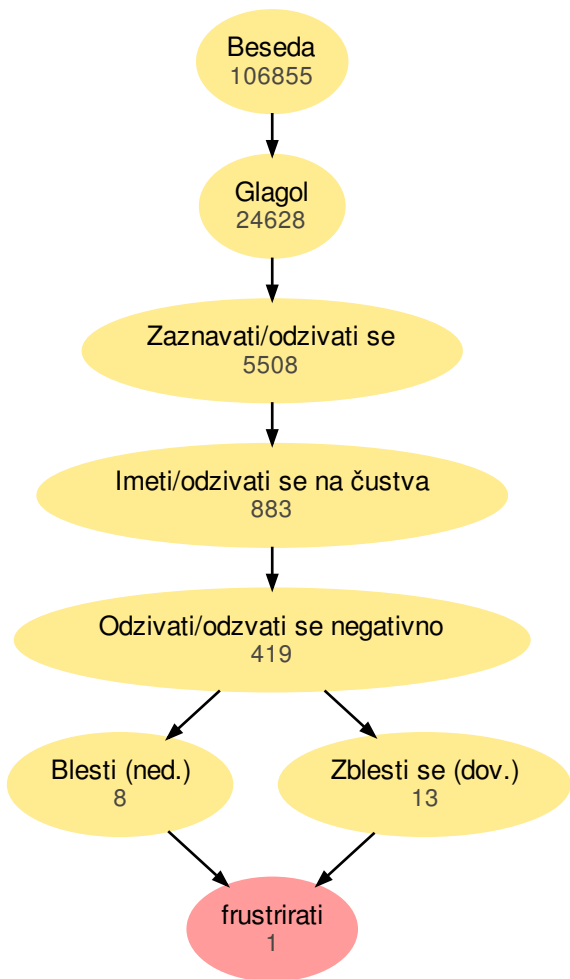 Beseda
106855
Glagol
24628
Zaznavati/odzivati se
5508
Imeti/odzivati se na čustva
883
Odzivati/odzvati se negativno
419
Blesti (ned.)
8
Zblesti se (dov.)
13
frustrirati
1